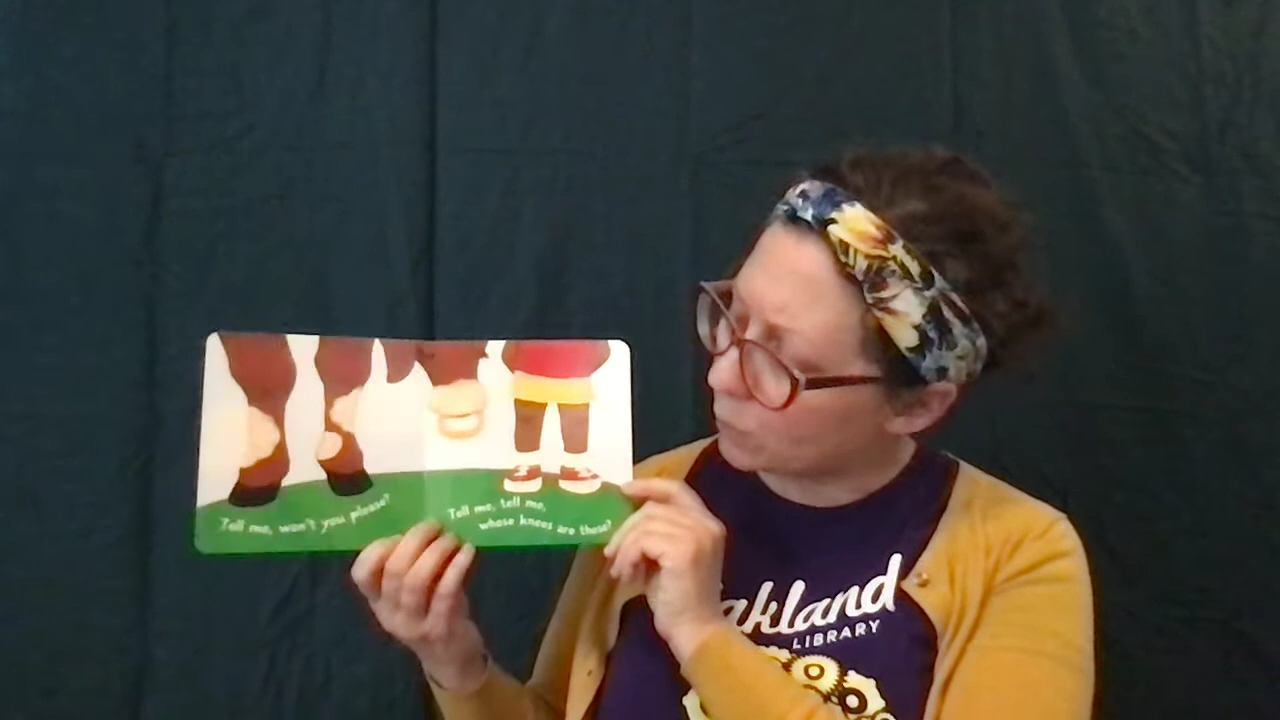 Tell me, won't you please?
Tell me, tell me,
whose knees are these?
akland
LIBRARY